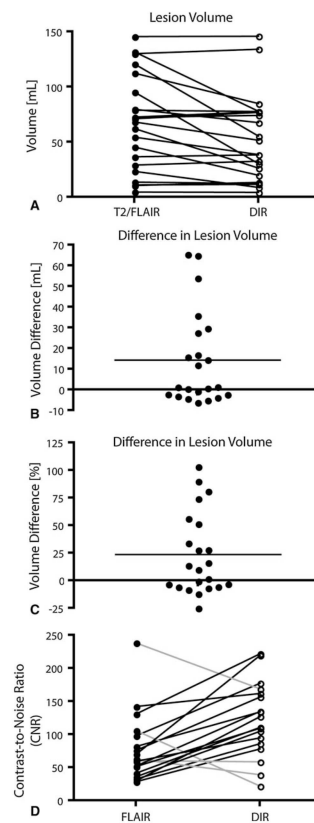 Lesion Volume
150
100
50
0
Volume [mL]
T2/FLAIR DIR
A
Difference in Lesion Volume
70
60
50
40
30
20
10
0
-10
Volume Difference [mL]
B
Difference in Lesion Volume
125
100
75
50
25
0
-25
Volume Difference [%]
C
250
200
150
100
50
0
Contrast-to-Noise Ratio
(CNR)
FLAIR DIR
D